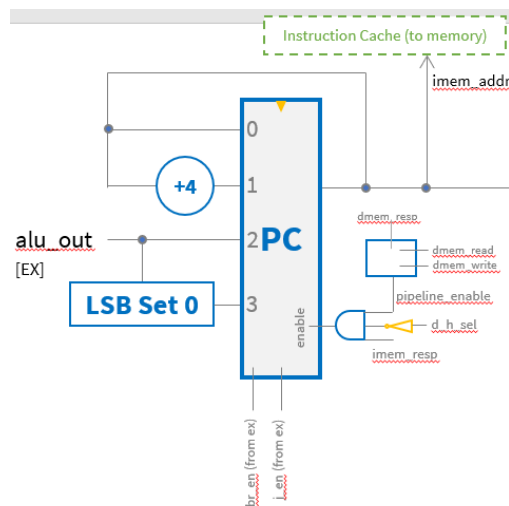 Instruction Cache (to memory)
imem_addr
0
+4
1
dmem_resp
alu_out
2
PC
dmem_read
dmem_write
[EX]
pipeline_enable
LSB Set 0
3
enable
d_h_sel
imem_resp
br_en (from ex)
j_en (from ex)